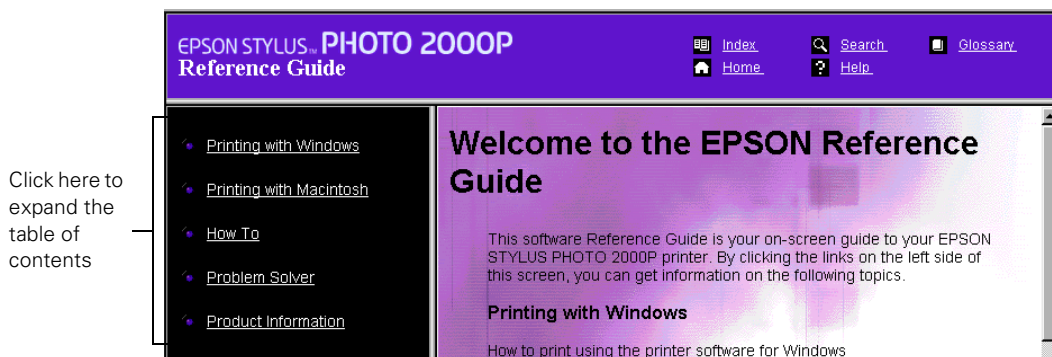 EPSON STYLUS™ PHOTO 2000P
Reference Guide
Index
Search
Glossary
Home
Help
Click here to
expand the
table of
contents
Printing with Windows
Printing with Macintosh
How To
Problem Solver
Product Information
Welcome to the EPSON Reference
Guide
This software Reference Guide is your on-screen guide to your EPSON
STYLUS PHOTO 2000P printer. By clicking the links on the left side of
this screen, you can get information on the following topics.
Printing with Windows
How to print using the printer software for Windows